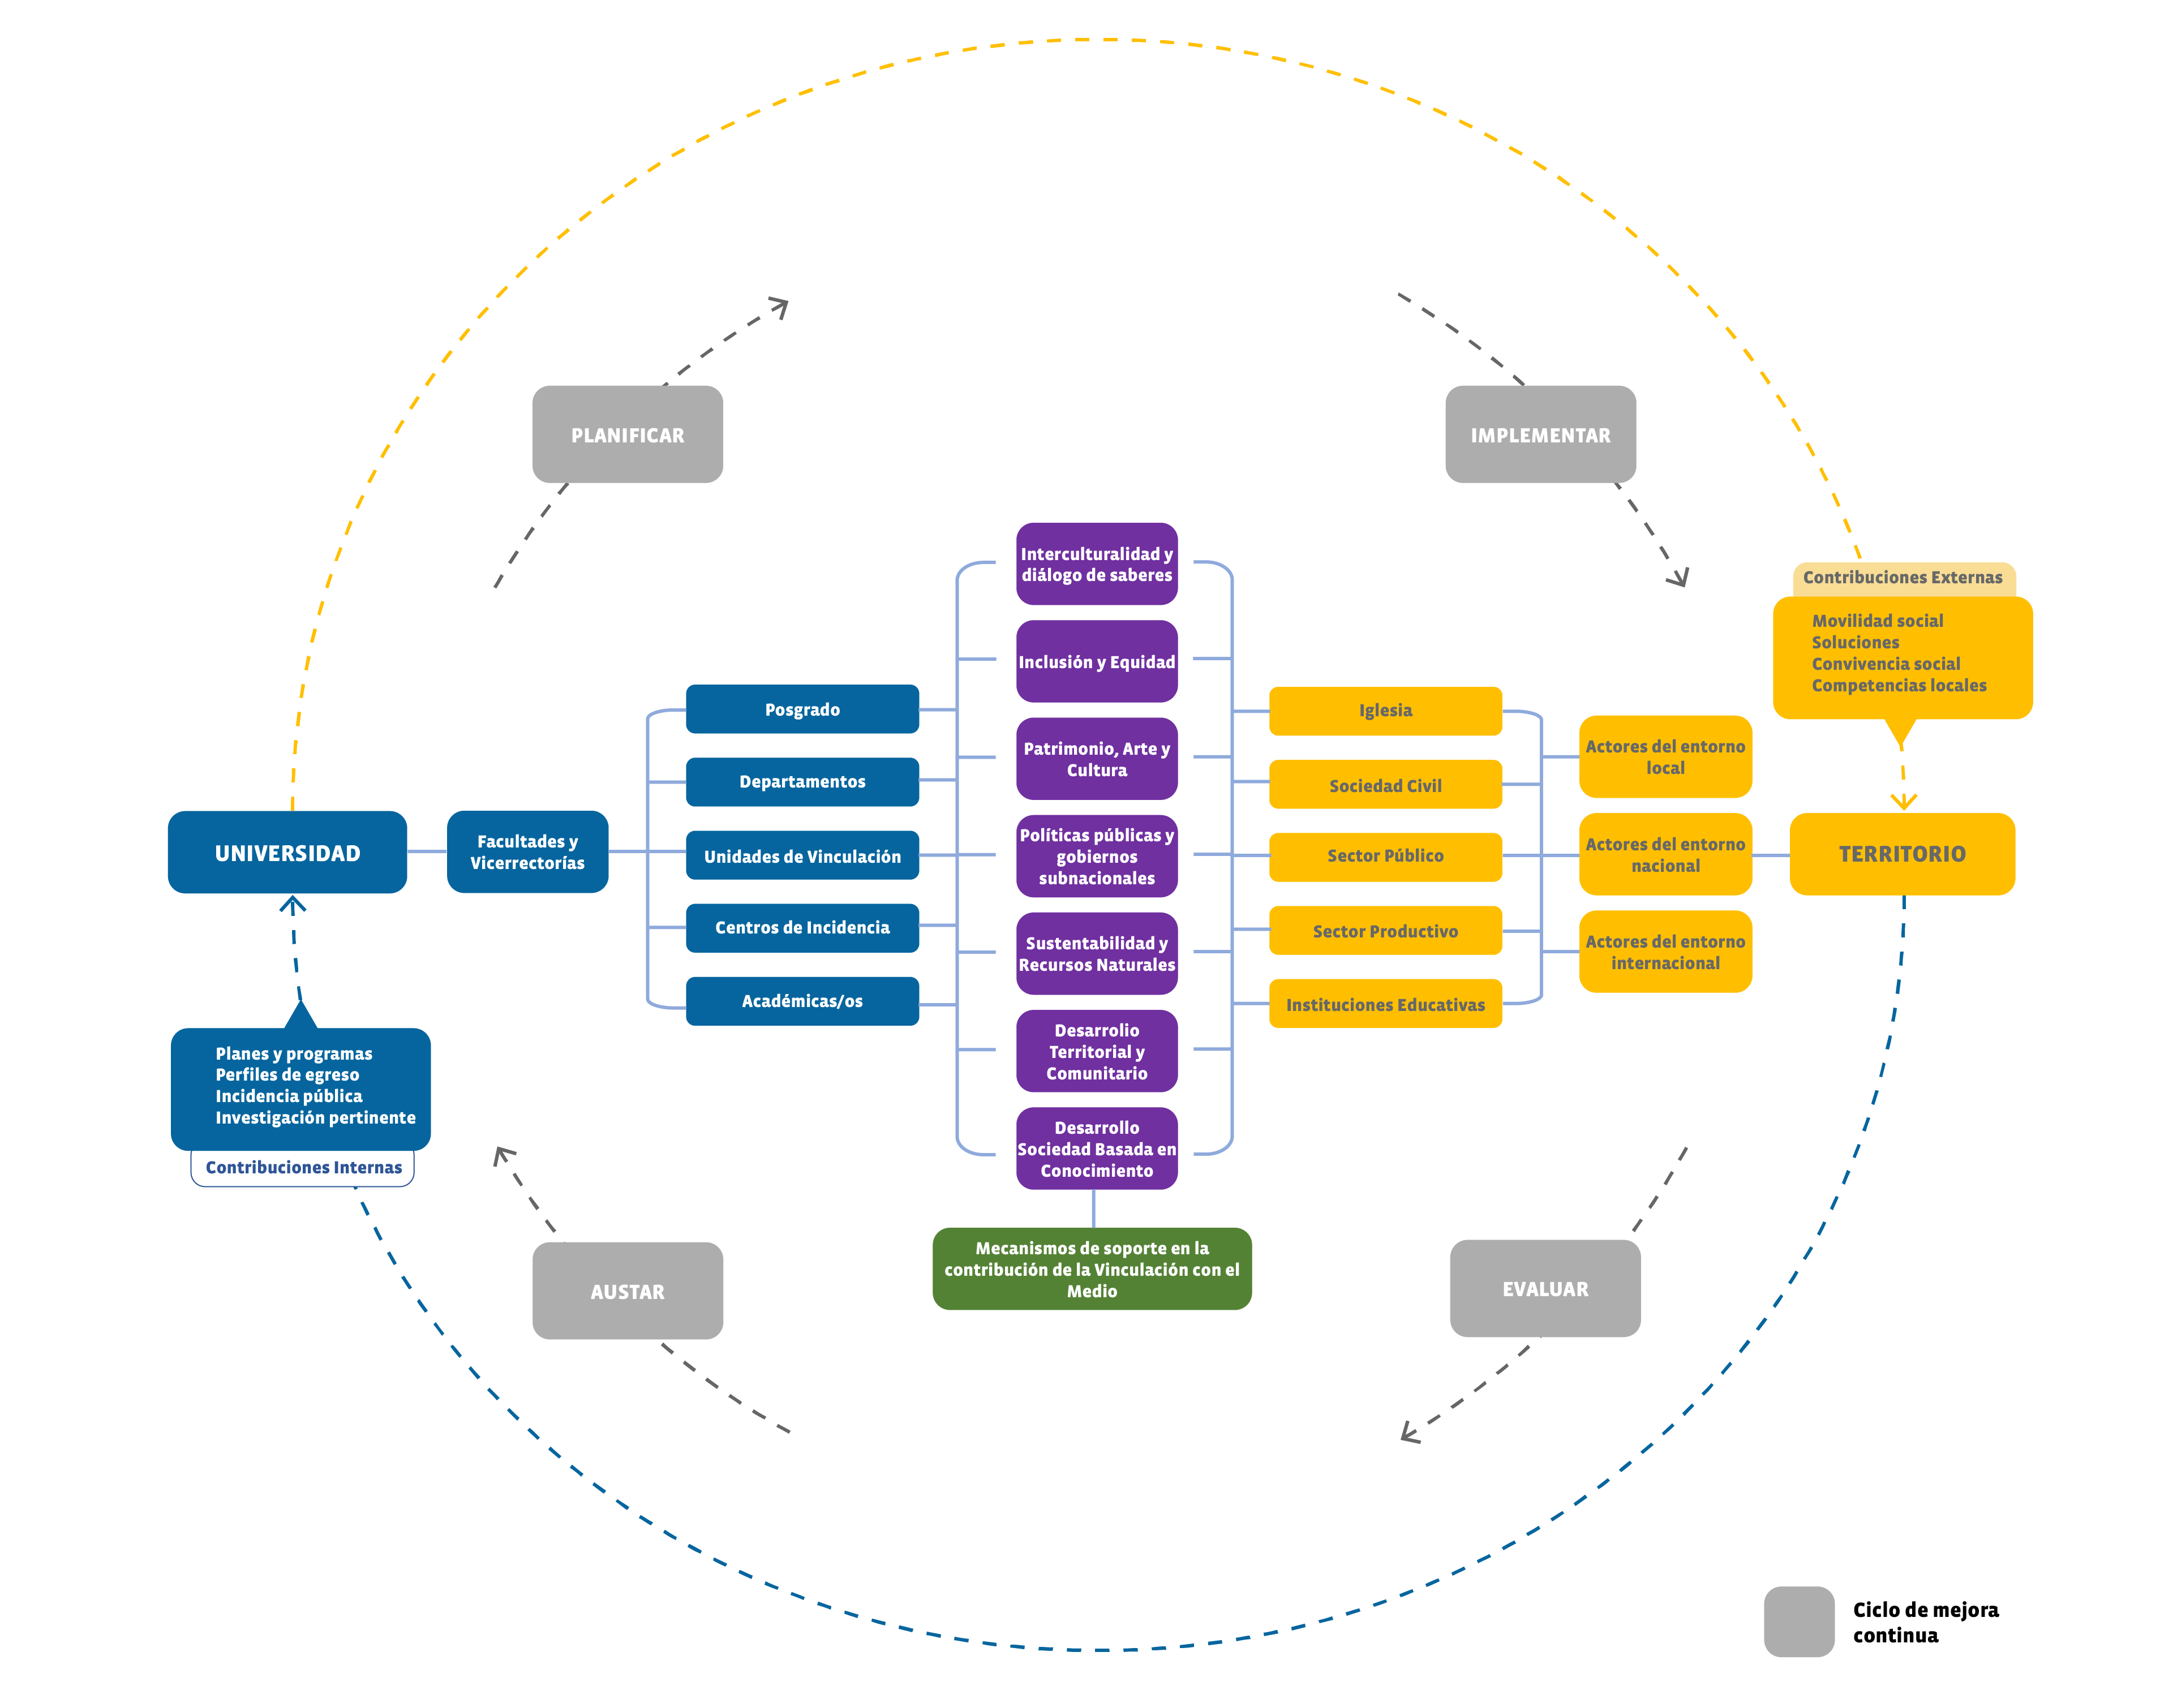 PLANIFICAR
IMPLEMENTAR
UNIVERSIDAD
Facultades y
Vicerrectorías
Posgrado
Departamentos
Unidades de Vinculación
Centros de Incidencia
Académicas/os
Interculturalidad y
diálogo de saberes
Inclusión y Equidad
Patrimonio, Arte y
Cultura
Políticas públicas y
gobiernos
subnacionales
Sustentabilidad y
Recursos Naturales
Desarrolio
Territorial y
Comunitario
Desarrollo
Sociedad Basada en
Conocimiento
Mecanismos de soporte en la
contribución de la Vinculación con el
Medio
Iglesia
Sociedad Civil
Sector Público
Sector Productivo
Instituciones Educativas
Actores del entorno
local
Actores del entorno
nacional
Actores del entorno
internacional
Contribuciones Externas
Movilidad social
Soluciones
Convivencia social
Competencias locales
TERRITORIO
Planes y programas
Perfiles de egreso
Incidencia pública
Investigación pertinente
Contribuciones Internas
AUSTAR
EVALUAR
Ciclo de mejora
continua